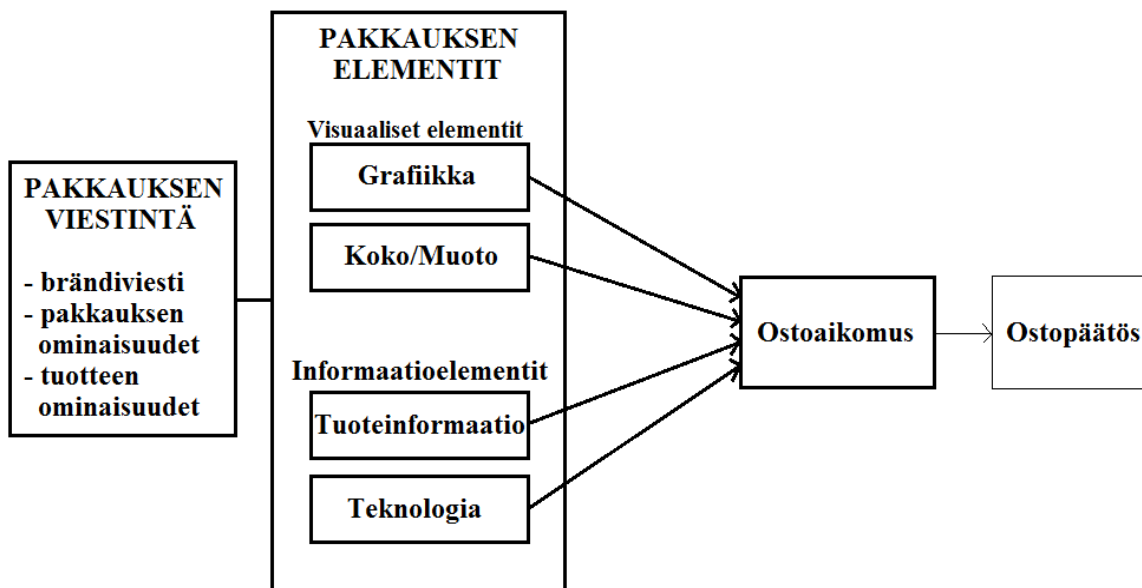 PAKKAUKSEN
VIESTINTÄ
- brändiviesti
- pakkauksen
ominaisuudet
- tuotteen
ominaisuudet
PAKKAUKSEN
ELEMENTIT
Visuaaliset elementit
Grafiikka
Koko/Muoto
Informaatioelementit
Tuoteinformaatio
Teknologia
Ostoaikomus
Ostopäätös